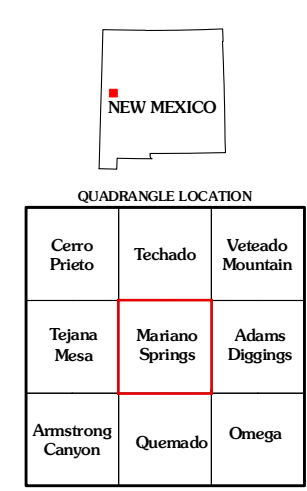 NEW MEXICO
QUADRANGLE LOCATION
Cerro
Prieto
Techado
Veteado
Mountain
Tejana
Mesa
Mariano
Springs
Adams
Diggings
Armstrong
Canyon
Quemado
Omega